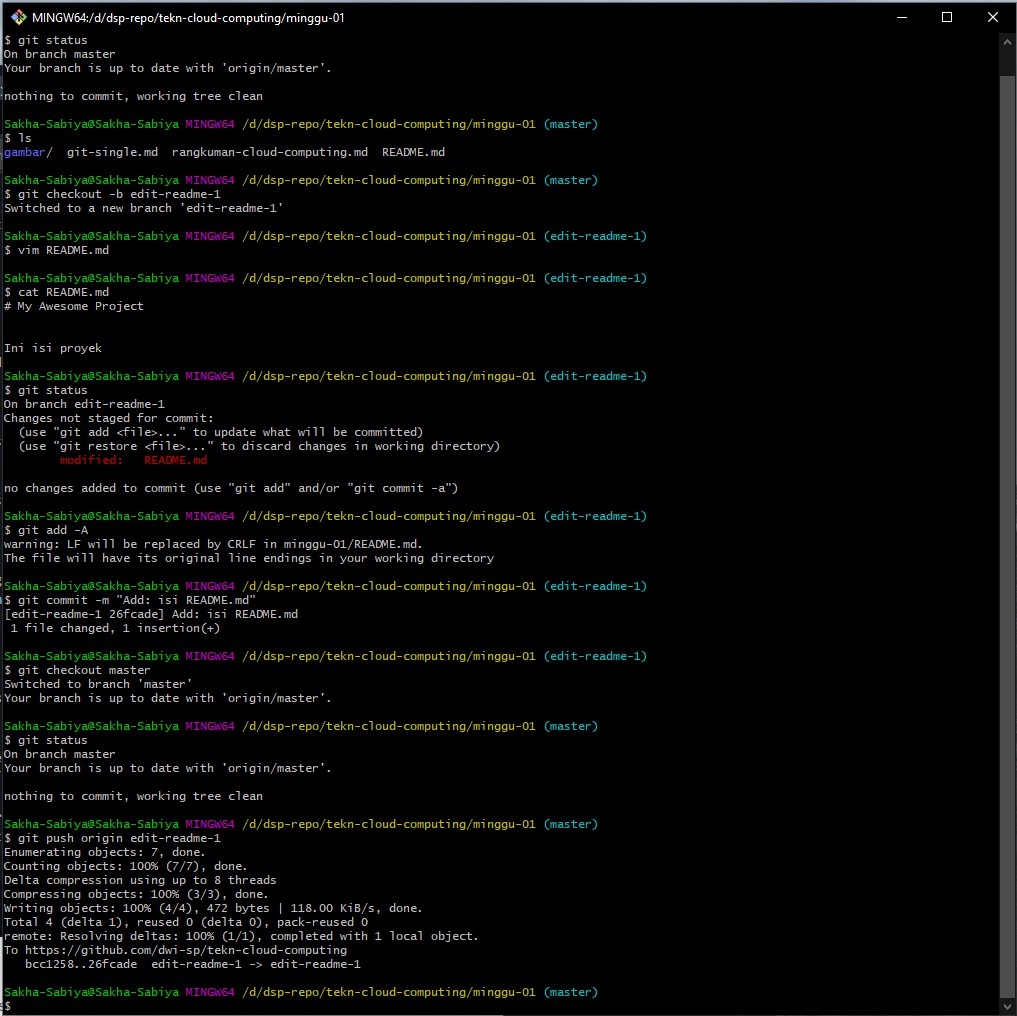 MINGW64:/d/dsp-repo/tekn-cloud-computing/minggu-01
$ git status
On branch master
Your branch is up to date with 'origin/master'.
nothing to commit, working tree clean
Sakha-Sabiya@Sakha-Sabiya MINGW64 /d/dsp-repo/tekn-cloud-computing/minggu-01 (master)
$ ls
gambar/  git-single.md  rangkuman-cloud-computing.md  README.md
Sakha-Sabiya@Sakha-Sabiya MINGW64 /d/dsp-repo/tekn-cloud-computing/minggu-01 (master)
$ git checkout -b edit-readme-1
Switched to a new branch 'edit-readme-1'
Sakha-Sabiya@Sakha-Sabiya MINGW64 /d/dsp-repo/tekn-cloud-computing/minggu-01 (edit-readme-1)
$ vim README.md
Sakha-Sabiya@Sakha-Sabiya MINGW64 /d/dsp-repo/tekn-cloud-computing/minggu-01 (edit-readme-1)
$ cat README.md
# My Awesome Project
Ini isi proyek
Sakha-Sabiya@Sakha-Sabiya MINGW64 /d/dsp-repo/tekn-cloud-computing/minggu-01 (edit-readme-1)
$ git status
On branch edit-readme-1
Changes not staged for commit:
  (use "git add <file>..." to update what will be committed)
  (use "git restore <file>..." to discard changes in working directory)
        modified:   README.md
no changes added to commit (use "git add" and/or "git commit -a")
Sakha-Sabiya@Sakha-Sabiya MINGW64 /d/dsp-repo/tekn-cloud-computing/minggu-01 (edit-readme-1)
$ git add -A
warning: LF will be replaced by CRLF in minggu-01/README.md.
The file will have its original line endings in your working directory
Sakha-Sabiya@Sakha-Sabiya MINGW64 /d/dsp-repo/tekn-cloud-computing/minggu-01 (edit-readme-1)
$ git commit -m "Add: isi README.md"
[edit-readme-1 26fcade] Add: isi README.md
 1 file changed, 1 insertion(+)
Sakha-Sabiya@Sakha-Sabiya MINGW64 /d/dsp-repo/tekn-cloud-computing/minggu-01 (edit-readme-1)
$ git checkout master
Switched to branch 'master'
Your branch is up to date with 'origin/master'.
Sakha-Sabiya@Sakha-Sabiya MINGW64 /d/dsp-repo/tekn-cloud-computing/minggu-01 (master)
$ git status
On branch master
Your branch is up to date with 'origin/master'.
nothing to commit, working tree clean
Sakha-Sabiya@Sakha-Sabiya MINGW64 /d/dsp-repo/tekn-cloud-computing/minggu-01 (master)
$ git push origin edit-readme-1
Enumerating objects: 7, done.
Counting objects: 100% (7/7), done.
Delta compression using up to 8 threads
Compressing objects: 100% (3/3), done.
Writing objects: 100% (4/4), 472 bytes | 118.00 KiB/s, done.
Total 4 (delta 1), reused 0 (delta 0), pack-reused 0
remote: Resolving deltas: 100% (1/1), completed with 1 local object.
To https://github.com/dwi-sp/tekn-cloud-computing
   bcc1258..26fcade  edit-readme-1 -> edit-readme-1
Sakha-Sabiya@Sakha-Sabiya MINGW64 /d/dsp-repo/tekn-cloud-computing/minggu-01 (master)
$